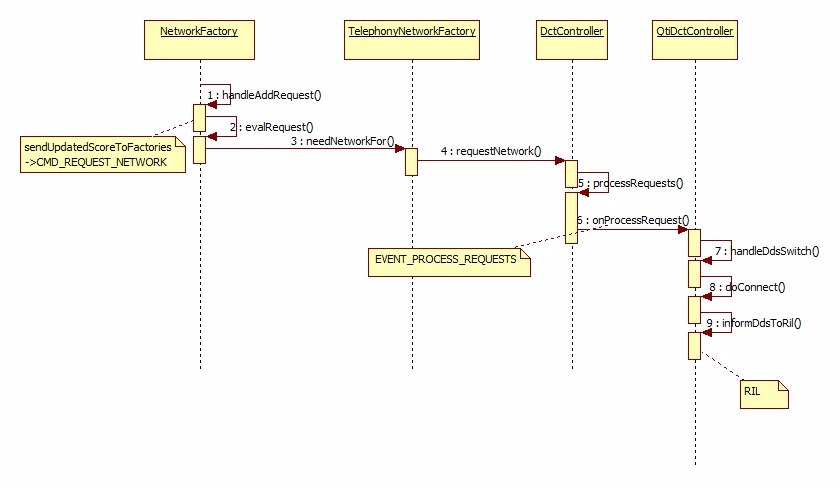 NetworkFactory
TelephonyNetworkFactory
DctController
QtiDctController
1 : handleAddRequest()
2 : evalRequest()
3 : needNetworkFor()
sendUpdatedScoreToFactories
->CMD_REQUEST_NETWORK
4 : requestNetwork()
5 : processRequests()
6 : onProcessRequest()
EVENT_PROCESS_REQUESTS
7 : handleDdsSwitch()
8 : doConnect()
9 : informDdsToRil()
RIL